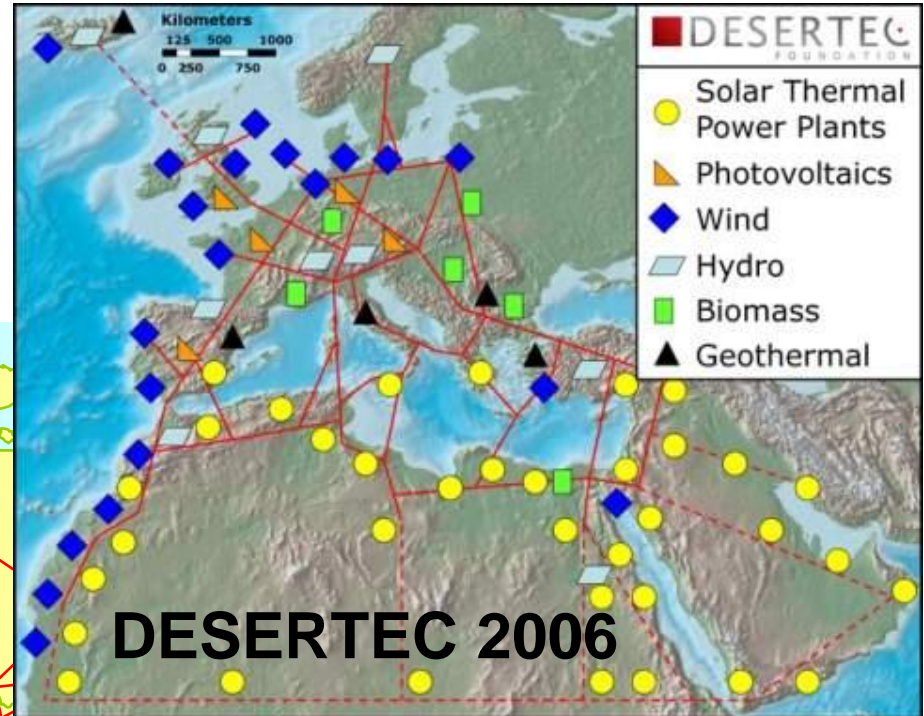 Kilometers
125 500 1000
0 250 750
DESERTEC
FOUNDATION
Solar Thermal
Power Plants
Photovoltaics
Wind
Hydro
Biomass
Geothermal
DESERTEC 2006